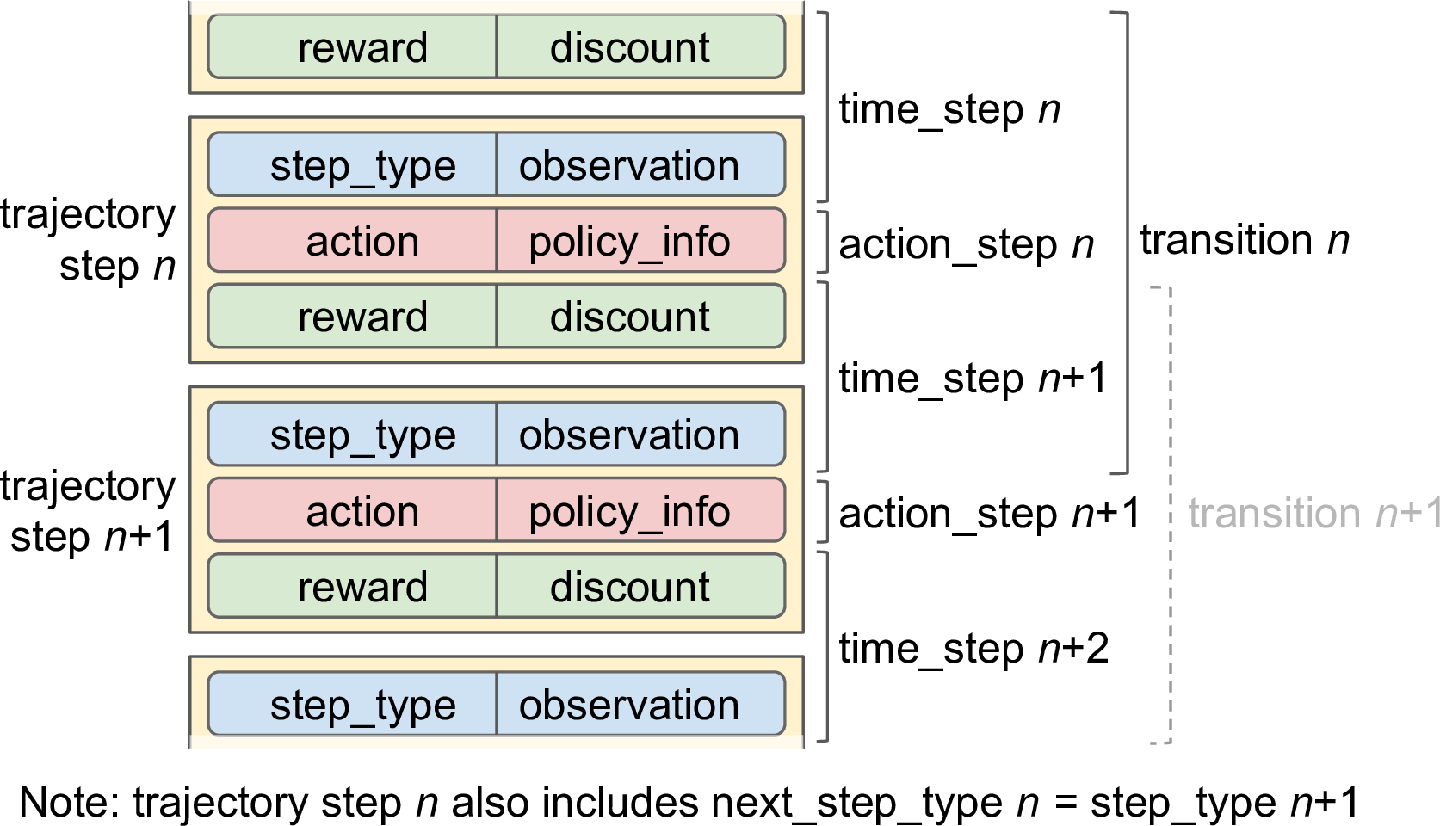 reward discount
time_step n
step_type observation
trajectory
step n
action policy_info
action_step n
transition n
reward discount
time_step n+1
step_type observation
trajectory
step n+1
action policy_info
action_step n+1
transition n+1
reward discount
time_step n+2
step_type observation
Note: trajectory step n also includes next_step_type n = step_type n+1